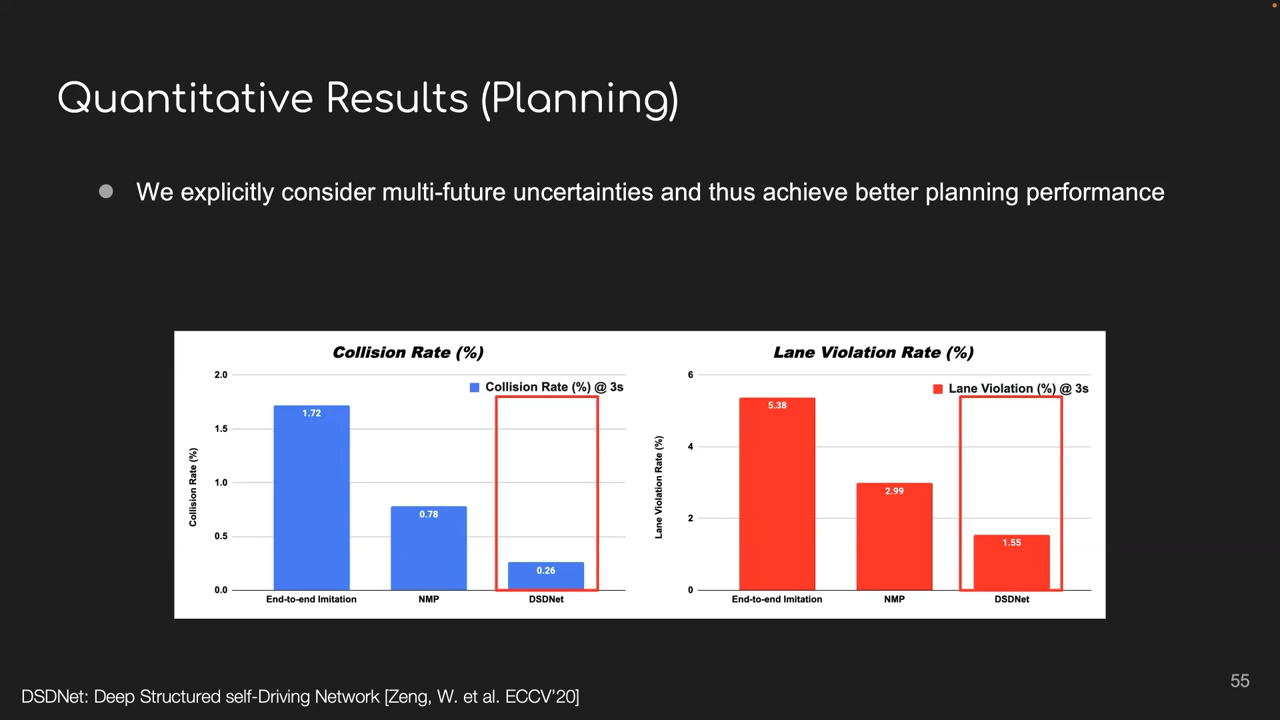 Quantitative Results (Planning)
We explicitly consider multi-future uncertainties and thus achieve better planning performance
Collision Rate (%)
Collision Rate (%) @ 3s
Collision Rate (%)
2.0
1.5
1.0
0.5
0.0
1.72
0.78
0.26
End-to-end Imitation
NMP
DSDNet
Lane Violation Rate (%)
Lane Violation (%) @ 3s
Lane Violation Rate (%)
6
4
2
0
5.38
2.99
1.55
End-to-end Imitation
NMP
DSDNet
55
DSDNet: Deep Structured self-Driving Network [Zeng, W. et al. ECCV'20]